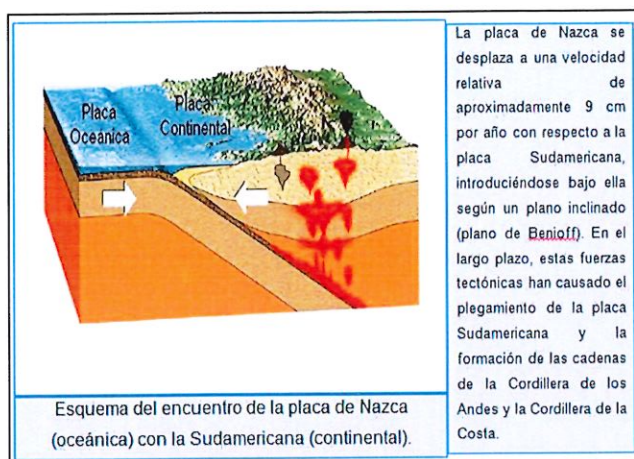 Placa
Oceánica
Placa
Continental
Esquema del encuentro de la placa de Nazca
(oceánica) con la Sudamericana (continental).
La placa de Nazca se
desplaza a una velocidad
relativa de
aproximadamente 9 cm
por año con respecto a la
placa Sudamericana,
introduciéndose bajo ella
según un plano inclinado
(plano de Benioff). En el
largo plazo, estas fuerzas
tectónicas han causado el
plegamiento de la placa
Sudamericana y la
formación de las cadenas
de la Cordillera de los
Andes y la Cordillera de la
Costa.